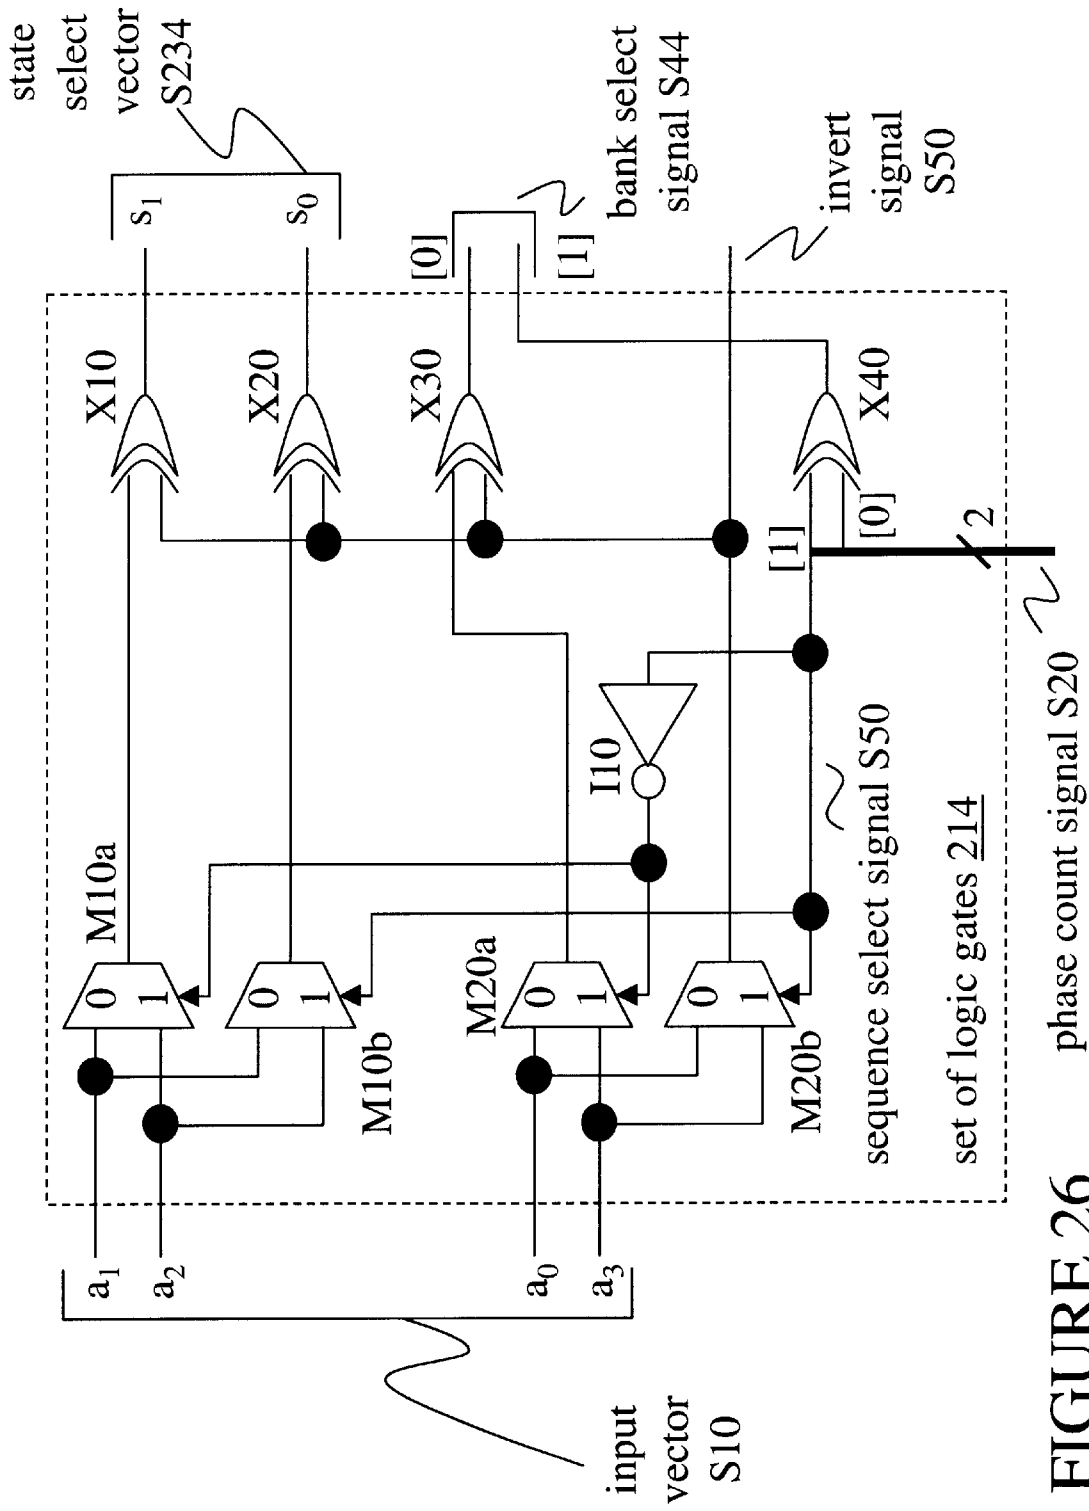 input
vector
S10
a1
a2
a0
a3
M10a
0
1
M10b
0
1
M20a
0
1
M20b
0
1
I10
X10
X20
X30
X40
[1]
[0]
2
s1
s0
state
select
vector
S234
[0]
[1]
bank select
signal S44
invert
signal
S50
sequence select signal S50
set of logic gates 214
phase count signal S20
FIGURE 26